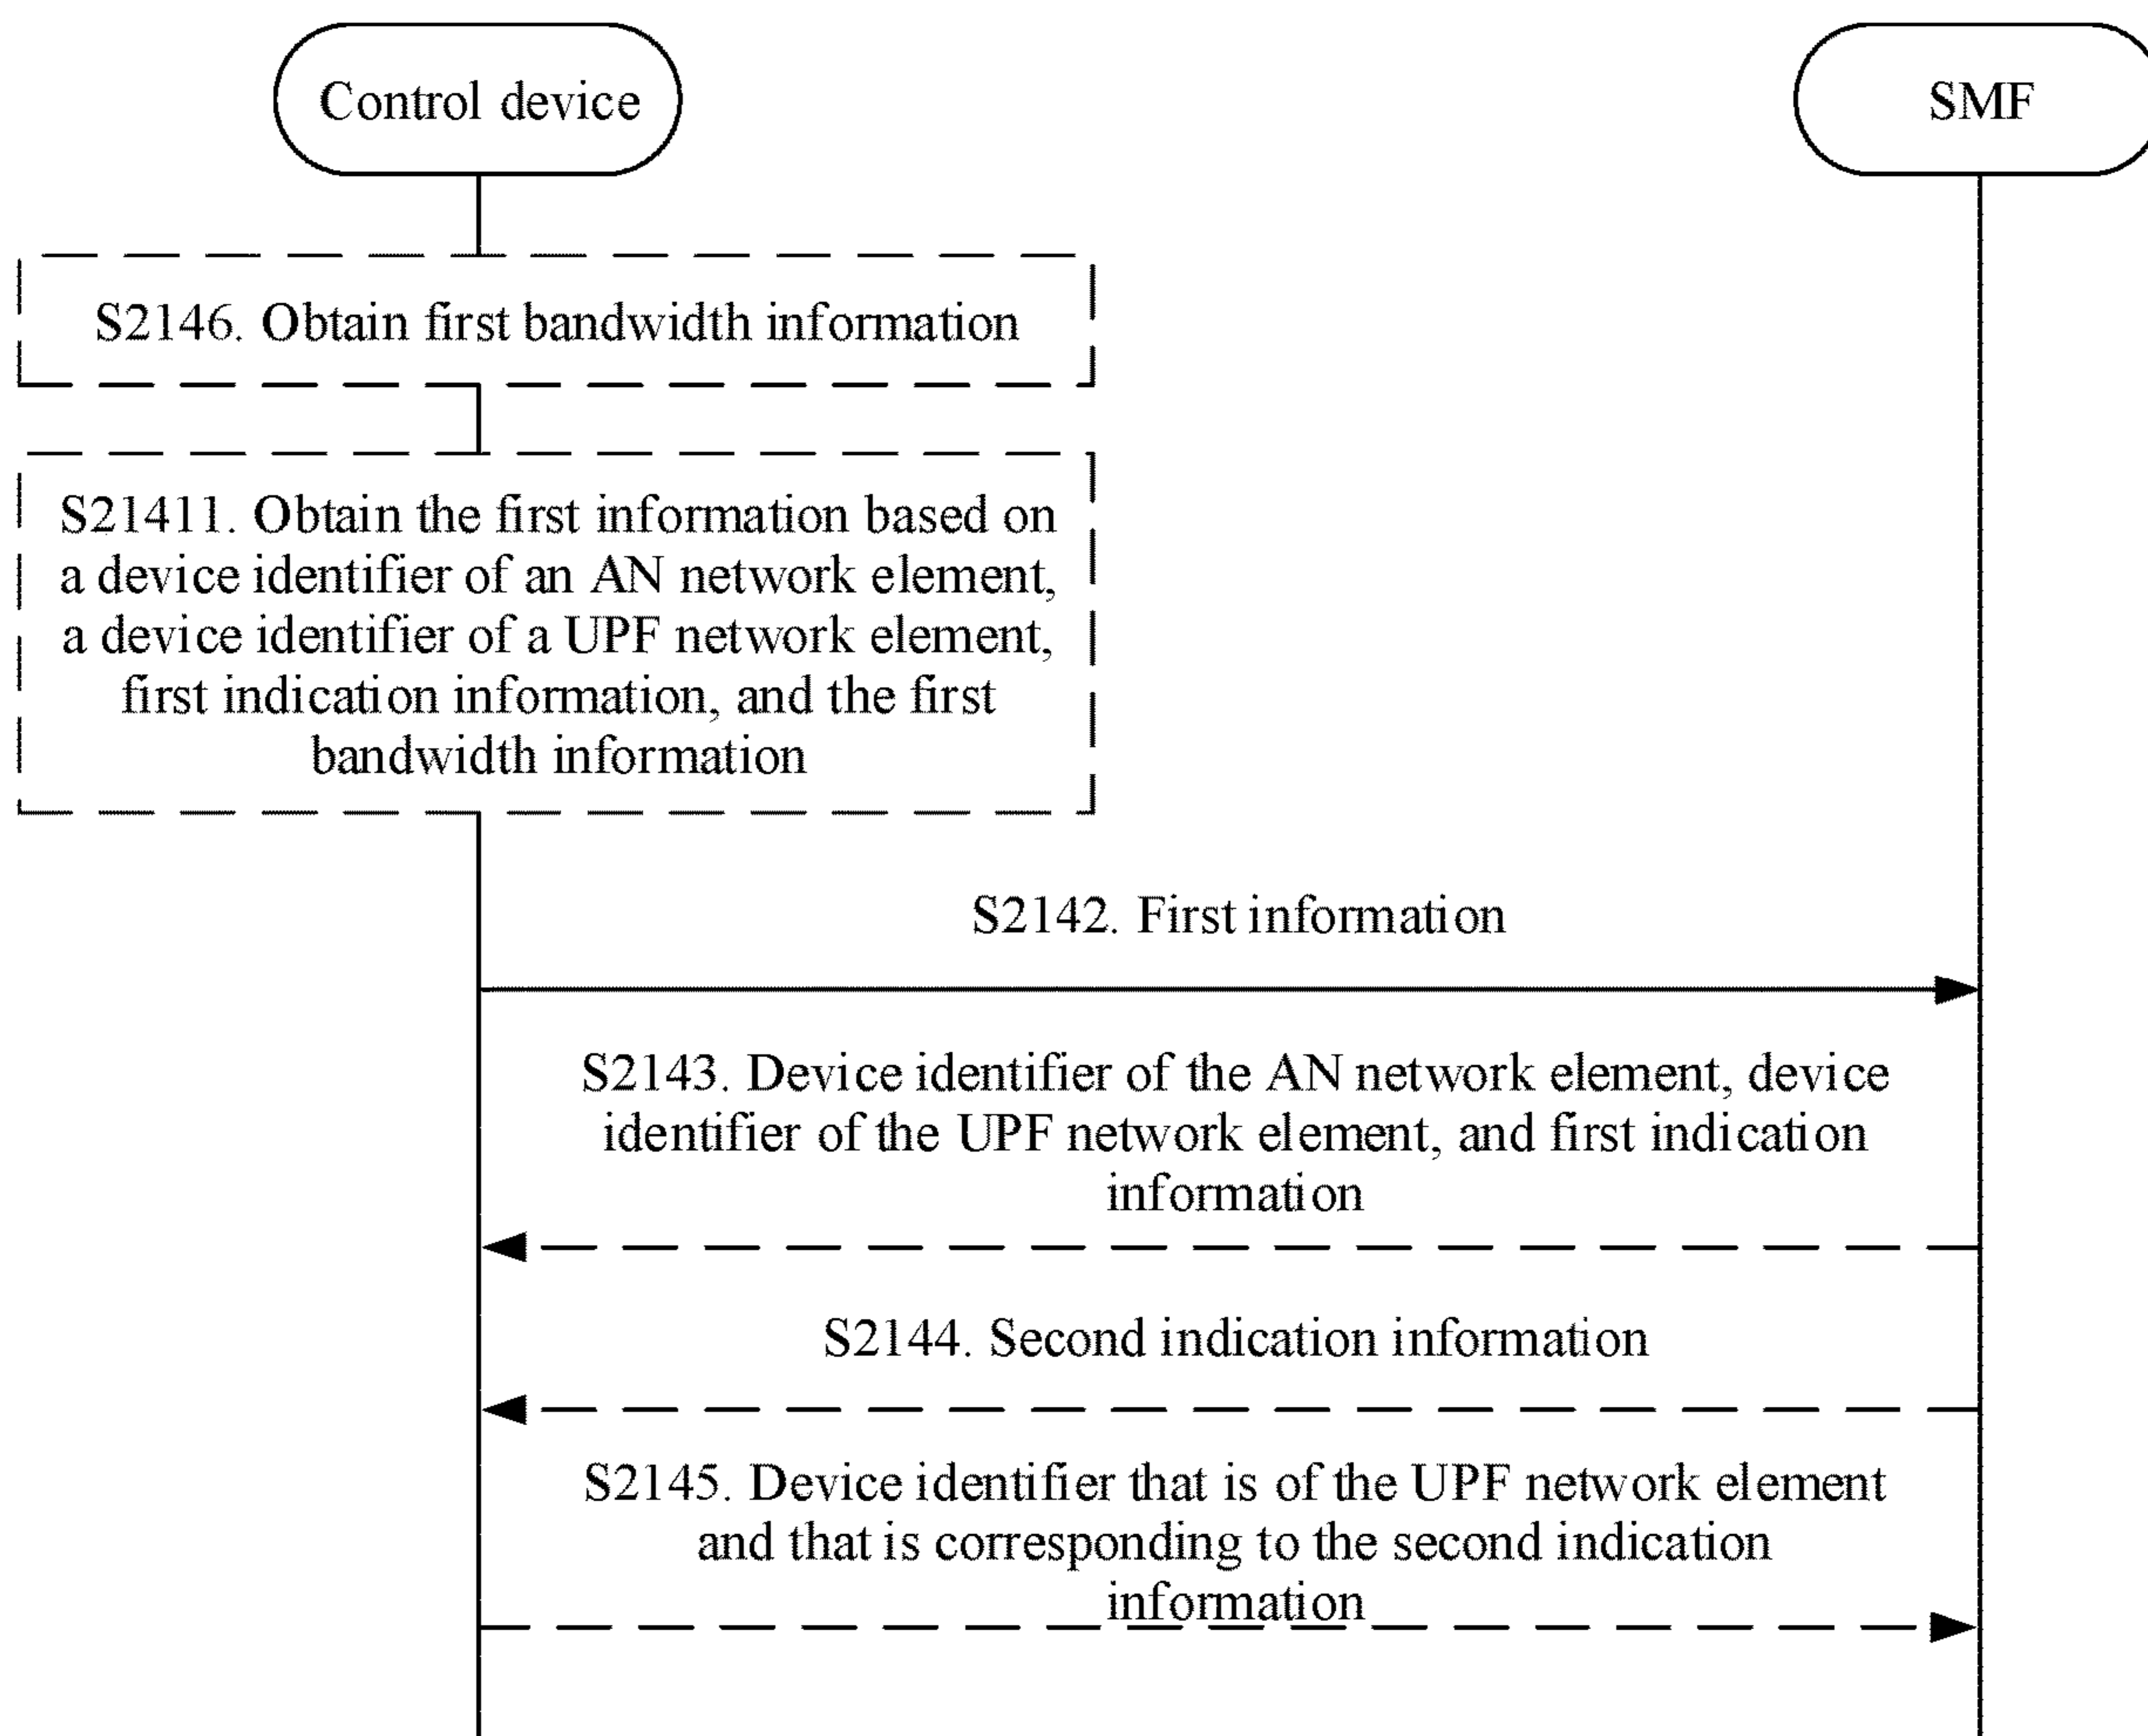 Control device
SMF
S2146. Obtain first bandwidth information
S21411. Obtain the first information based on
a device identifier of an AN network element,
a device identifier of a UPF network element,
first indication information, and the first
bandwidth information
S2142. First information
S2143. Device identifier of the AN network element, device
identifier of the UPF network element, and first indication
information
S2144. Second indication information
S2145. Device identifier that is of the UPF network element
and that is corresponding to the second indication
information